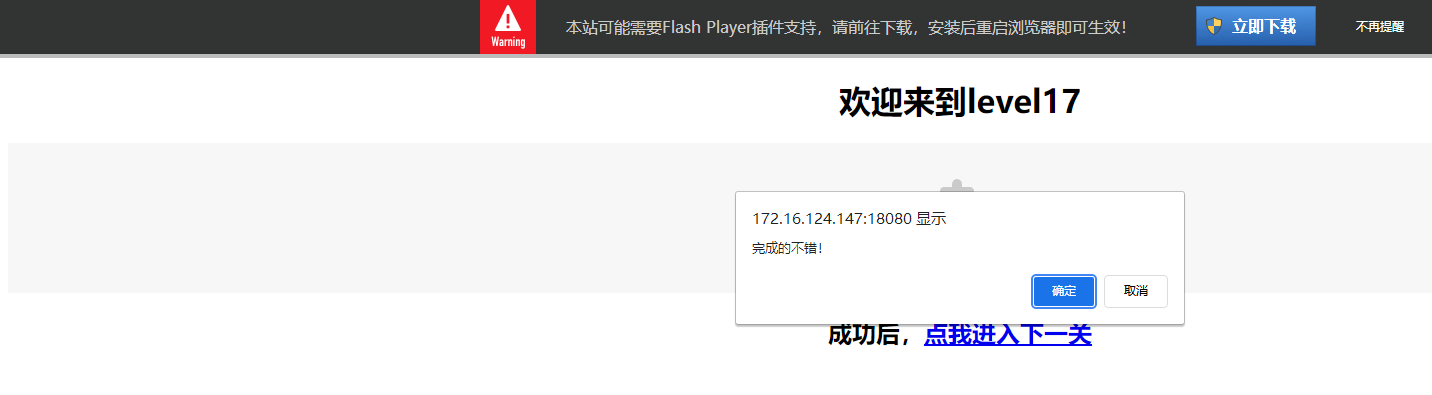 Warning
本站可能需要Flash Player插件支持，请前往下载，安装后重启浏览器即可生效！
立即下载
不再提醒
欢迎来到level17
172.16.124.147:18080 显示
完成的不错！
确定
取消
成功后，点我进入下一关